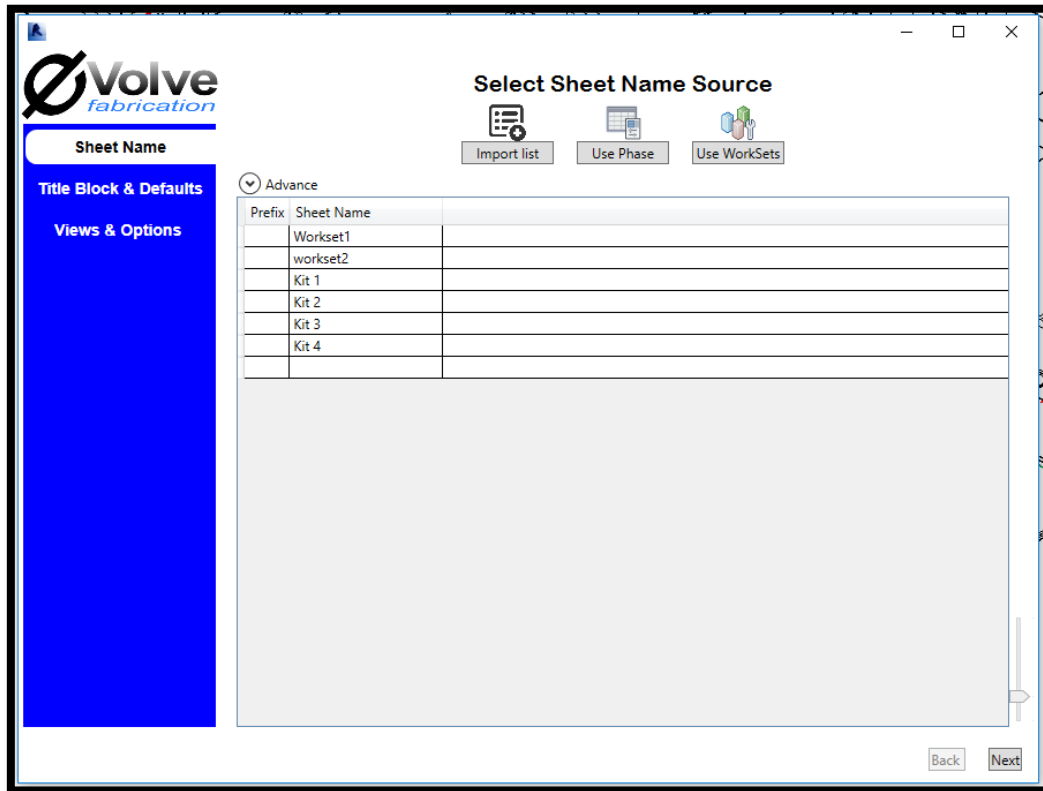 ØVolve
fabrication
Select Sheet Name Source
Import list
Use Phase
Use WorkSets
Sheet Name
Title Block & Defaults
Views & Options
Advance
Prefix Sheet Name
Workset1
workset2
Kit 1
Kit 2
Kit 3
Kit 4
Back
Next